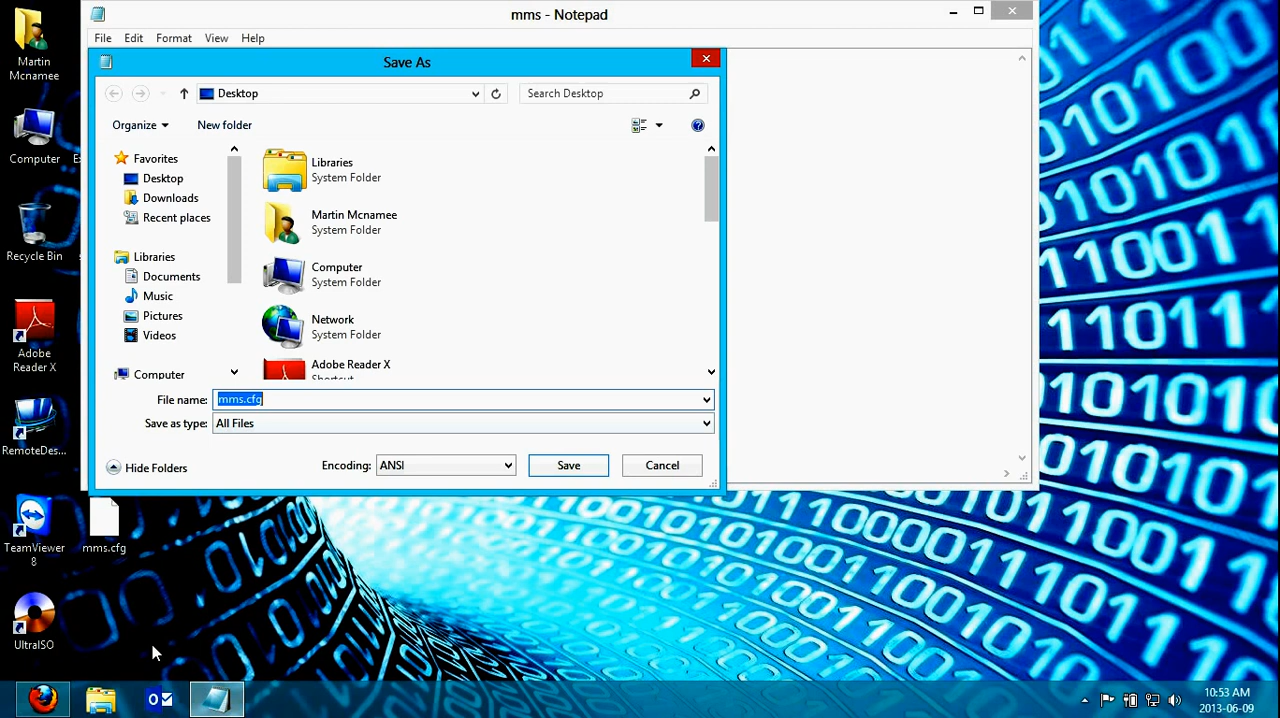 mms - Notepad
File Edit Format View Help
Save As
Desktop
Search Desktop
Organize
New folder
Favorites
Desktop
Downloads
Recent places
Libraries
Documents
Music
Pictures
Videos
Computer
Libraries
System Folder
Martin Mcnamee
System Folder
Computer
System Folder
Network
System Folder
Adobe Reader X
Shortcut
File name: mms.cfg
Save as type: All Files
Hide Folders
Encoding: ANSI
Save
Cancel
Martin
Mcnamee
Computer
Recycle Bin
Adobe
Reader X
RemoteDes...
TeamViewer
8
mms.cfg
UltraISO
10:53 AM
2013-06-09